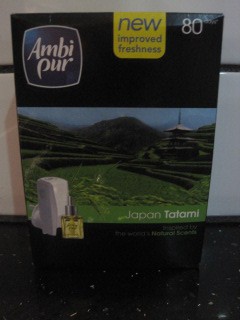 Ambi
pur
new
improved
freshness
80
Japan Tatami
Inspired by
the world's Natural Scents